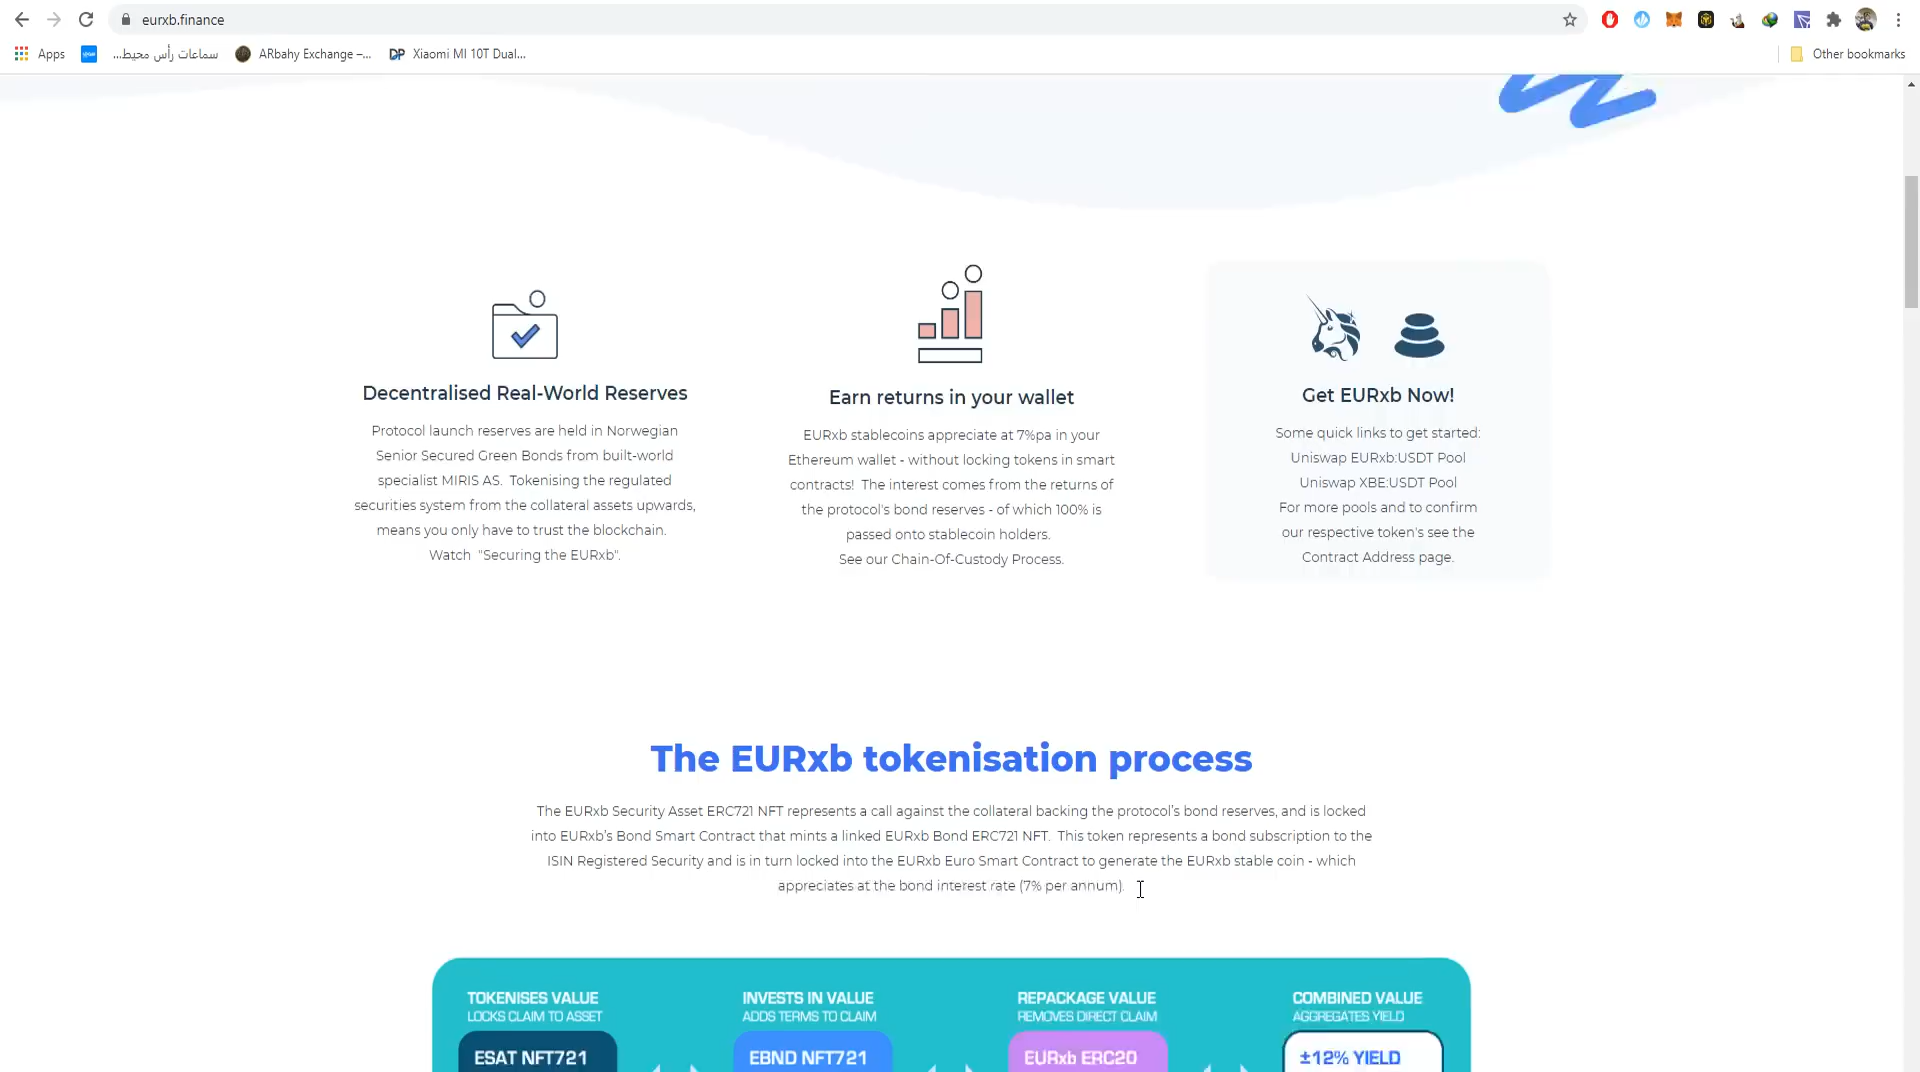 eurxb.finance
Apps
سماعات رأس محيط...
ARbahy Exchange –...
DP
Xiaomi MI 10T Dual...
Other bookmarks
Decentralised Real-World Reserves
Protocol launch reserves are held in Norwegian
Senior Secured Green Bonds from built-world
specialist MIRIS AS. Tokenising the regulated
securities system from the collateral assets upwards,
means you only have to trust the blockchain.
Watch "Securing the EURxb".
Earn returns in your wallet
EURxb stablecoins appreciate at 7%pa in your
Ethereum wallet - without locking tokens in smart
contracts! The interest comes from the returns of
the protocol's bond reserves - of which 100% is
passed onto stablecoin holders.
See our Chain-Of-Custody Process.
Get EURxb Now!
Some quick links to get started:
Uniswap EURxb:USDT Pool
Uniswap XBE:USDT Pool
For more pools and to confirm
our respective token's see the
Contract Address page.
The EURxb tokenisation process
The EURxb Security Asset ERC721 NFT represents a call against the collateral backing the protocol's bond reserves, and is locked
into EURxb's Bond Smart Contract that mints a linked EURxb Bond ERC721 NFT. This token represents a bond subscription to the
ISIN Registered Security and is in turn locked into the EURxb Euro Smart Contract to generate the EURxb stable coin - which
appreciates at the bond interest rate (7% per annum).
TOKENISES VALUE
LOCKS CLAIM TO ASSET
ESAT NFT721
INVESTS IN VALUE
ADDS TERMS TO CLAIM
EBND NFT721
REPACKAGE VALUE
REMOVES DIRECT CLAIM
EURxb ERC20
COMBINED VALUE
AGGREGATES YIELD
±12% YIELD